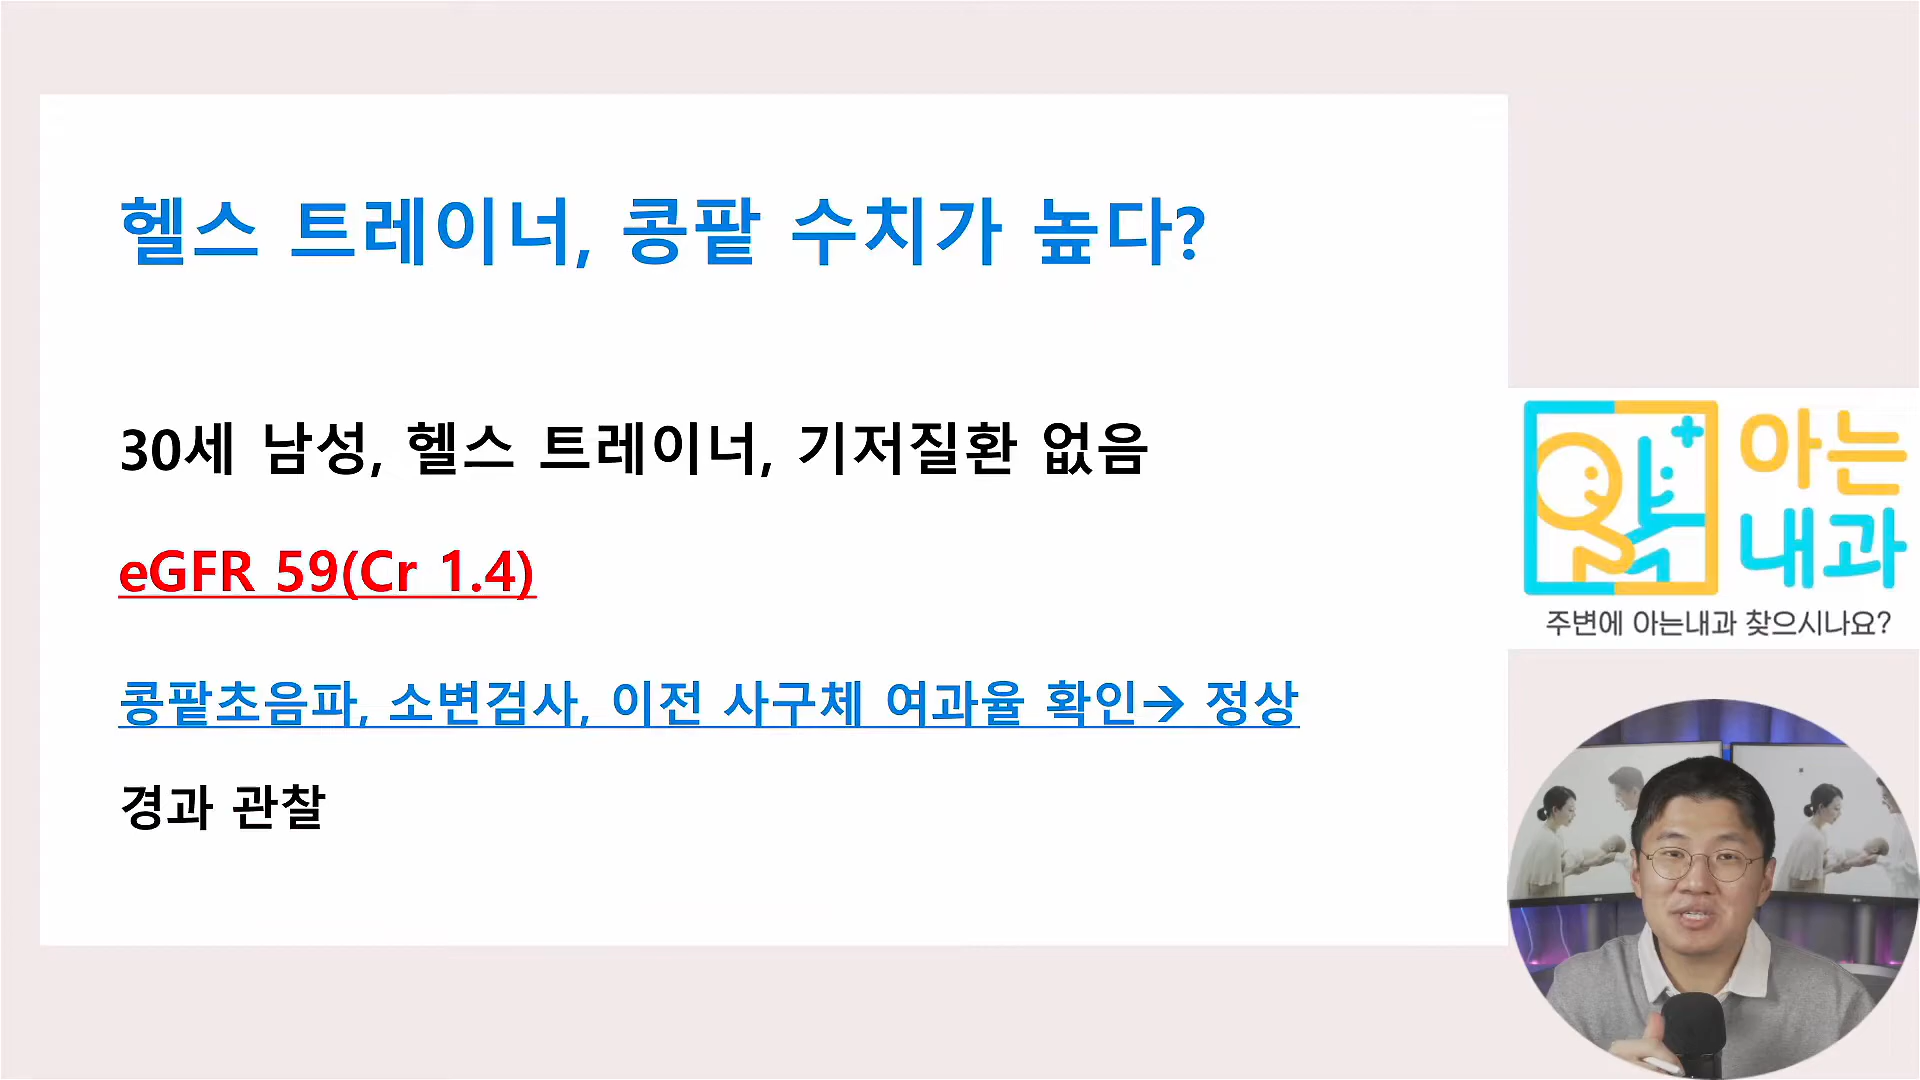 헬스 트레이너, 콩팥 수치가 높다?
30세 남성, 헬스 트레이너, 기저질환 없음
eGFR 59(Cr 1.4)
콩팥초음파, 소변검사, 이전 사구체 여과율 확인→ 정상
경과 관찰
아는
내과
주변에 아는내과 찾으시나요?